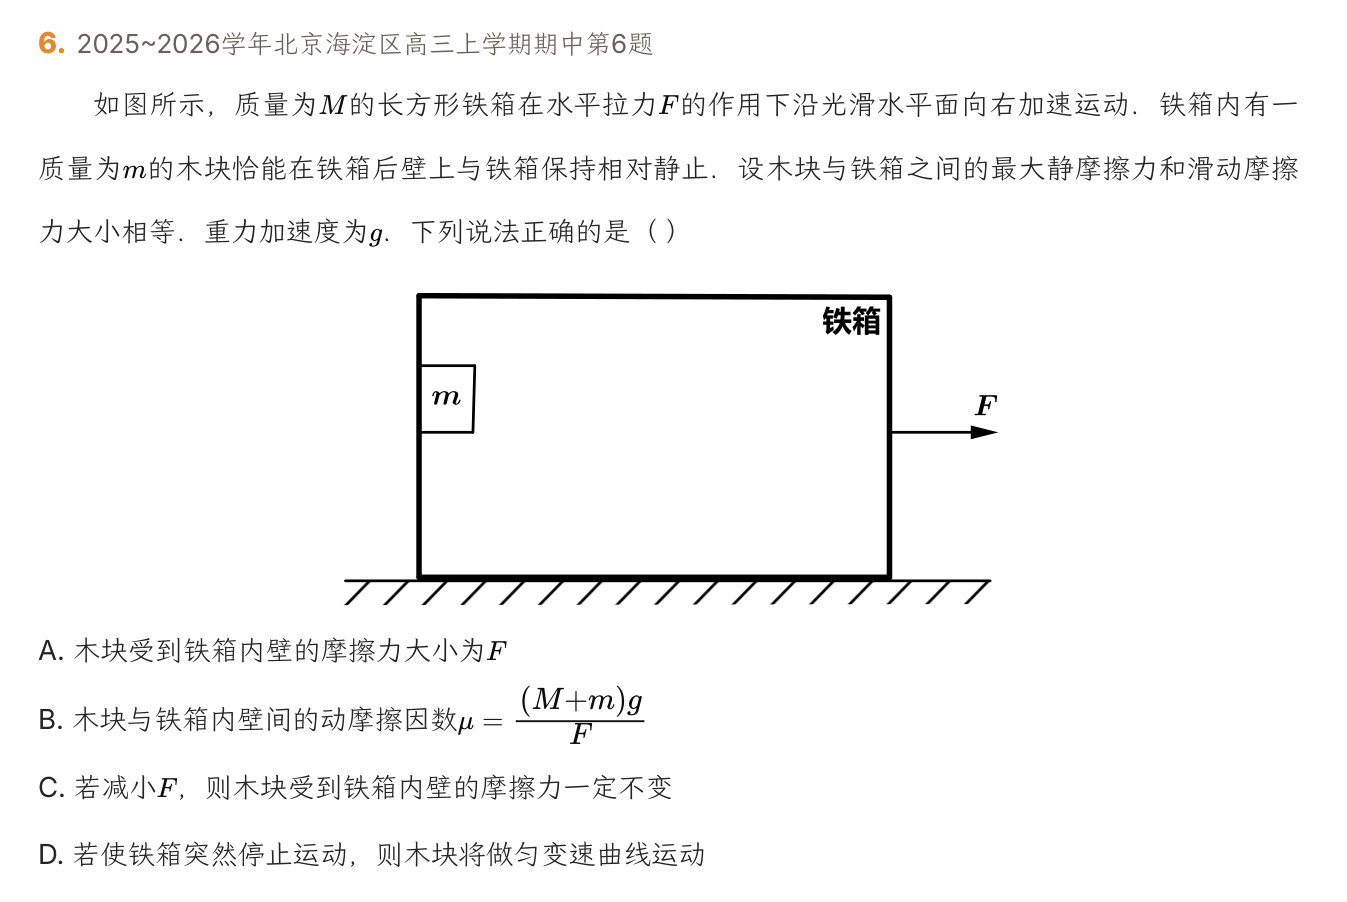 6. 2025~2026学年北京海淀区高三上学期期中第6题
如图所示，质量为M的长方形铁箱在水平拉力F的作用下沿光滑水平面向右加速运动．铁箱内有一
质量为m的木块恰能在铁箱后壁上与铁箱保持相对静止．设木块与铁箱之间的最大静摩擦力和滑动摩擦
力大小相等．重力加速度为g．下列说法正确的是（ ）
铁箱
m
F
A. 木块受到铁箱内壁的摩擦力大小为F
B. 木块与铁箱内壁间的动摩擦因数μ = (M+m)g/F
C. 若减小F，则木块受到铁箱内壁的摩擦力一定不变
D. 若使铁箱突然停止运动，则木块将做匀变速曲线运动